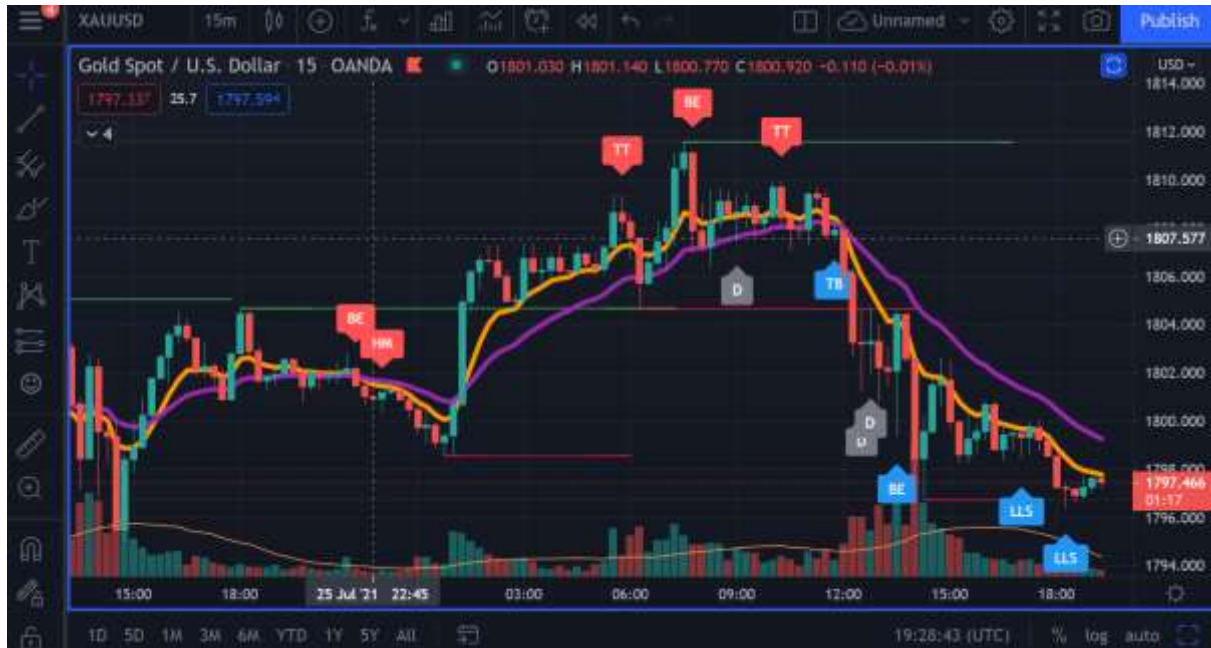 4
XAUUSD 15m Unnamed Publish
Gold Spot / U.S. Dollar 15 OANDA O1801.030 H1801.140 L1800.770 C1800.920 −0.110 (−0.01%) USD
1797.337 25.7 1797.594
4
1814.000
1812.000
1810.000
1807.577
1806.000
1804.000
1802.000
1800.000
1798.000
1797.466
01:17
1796.000
1794.000
BE
TT
TT
D
TB
BE
HM
D
D
BE
LLS
LLS
15:00 18:00 25 Jul '21 22:45 03:00 06:00 09:00 12:00 15:00 18:00
1D 5D 1M 3M 6M YTD 1Y 5Y All 19:28:43 (UTC) % log auto